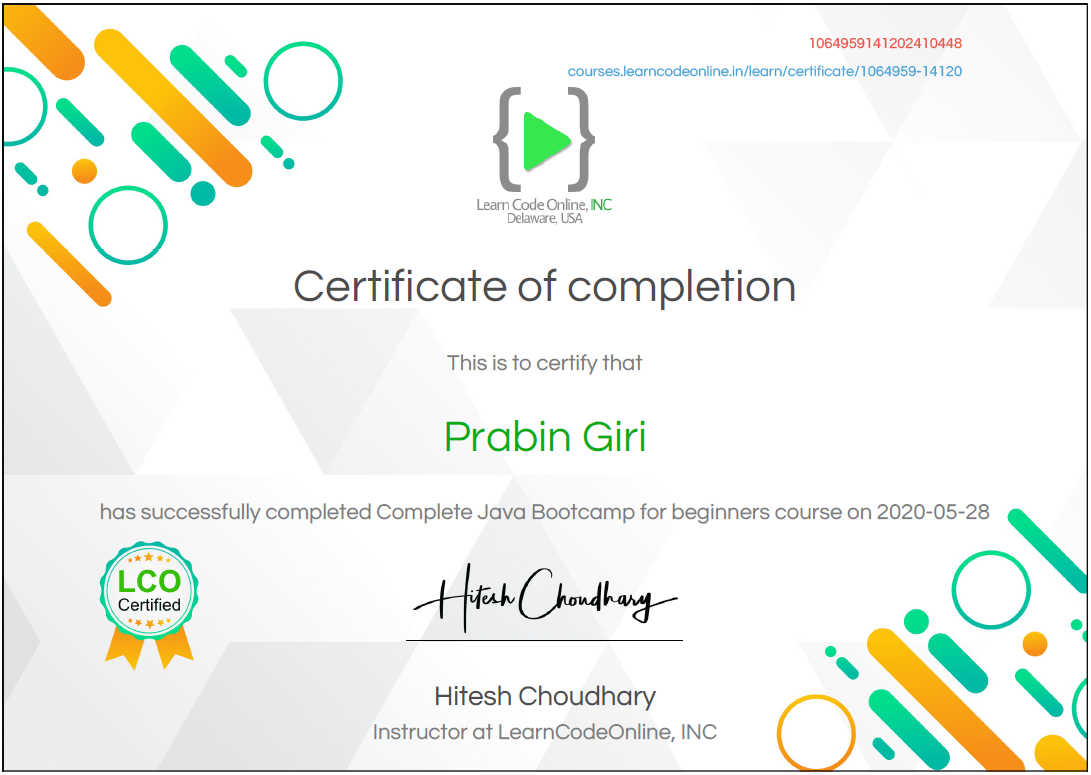 1064959141202410448
courses.learncodeonline.in/learn/certificate/1064959-14120
Learn Code Online, INC
Delaware, USA
Certificate of completion
This is to certify that
Prabin Giri
has successfully completed Complete Java Bootcamp for beginners course on 2020-05-28
LCO
Certified
Hitesh Choudhary
Hitesh Choudhary
Instructor at LearnCodeOnline, INC